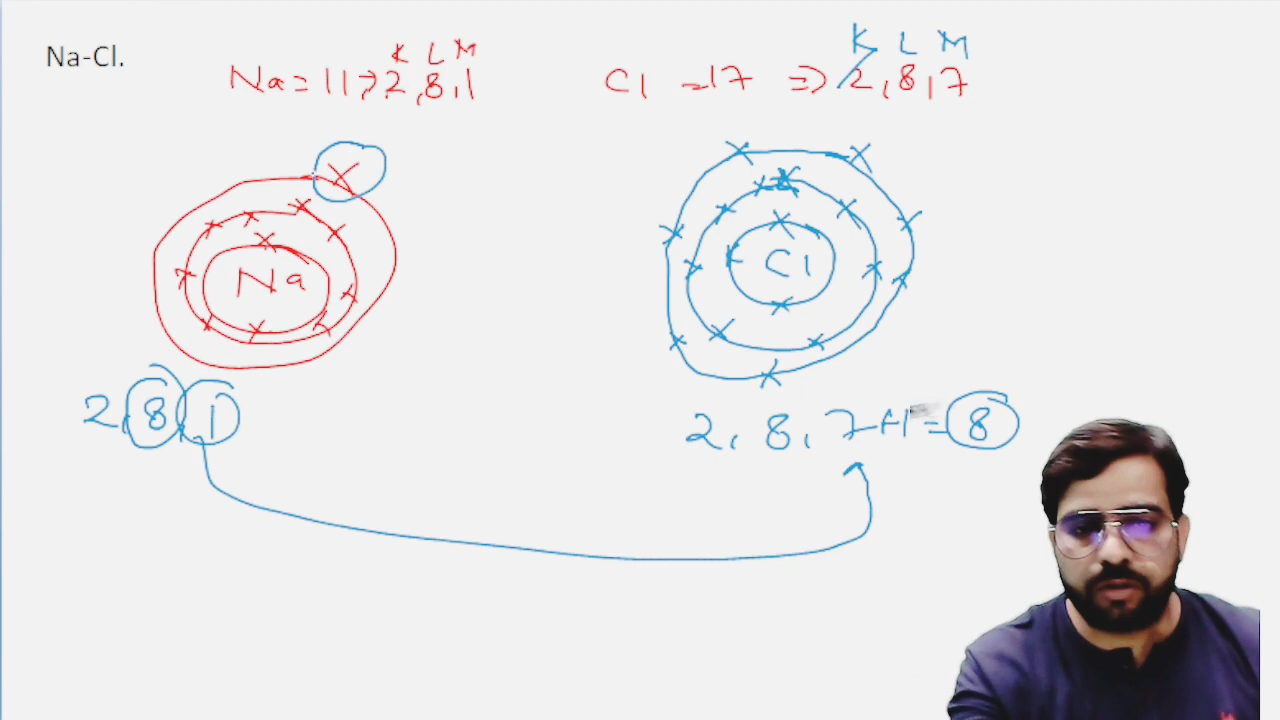 Na-Cl.
K L M
Na = 11 => 2,8,1
K L M
Cl = 17 => 2,8,7
Na
Cl
2,8,1
2, 8, 7+1=8